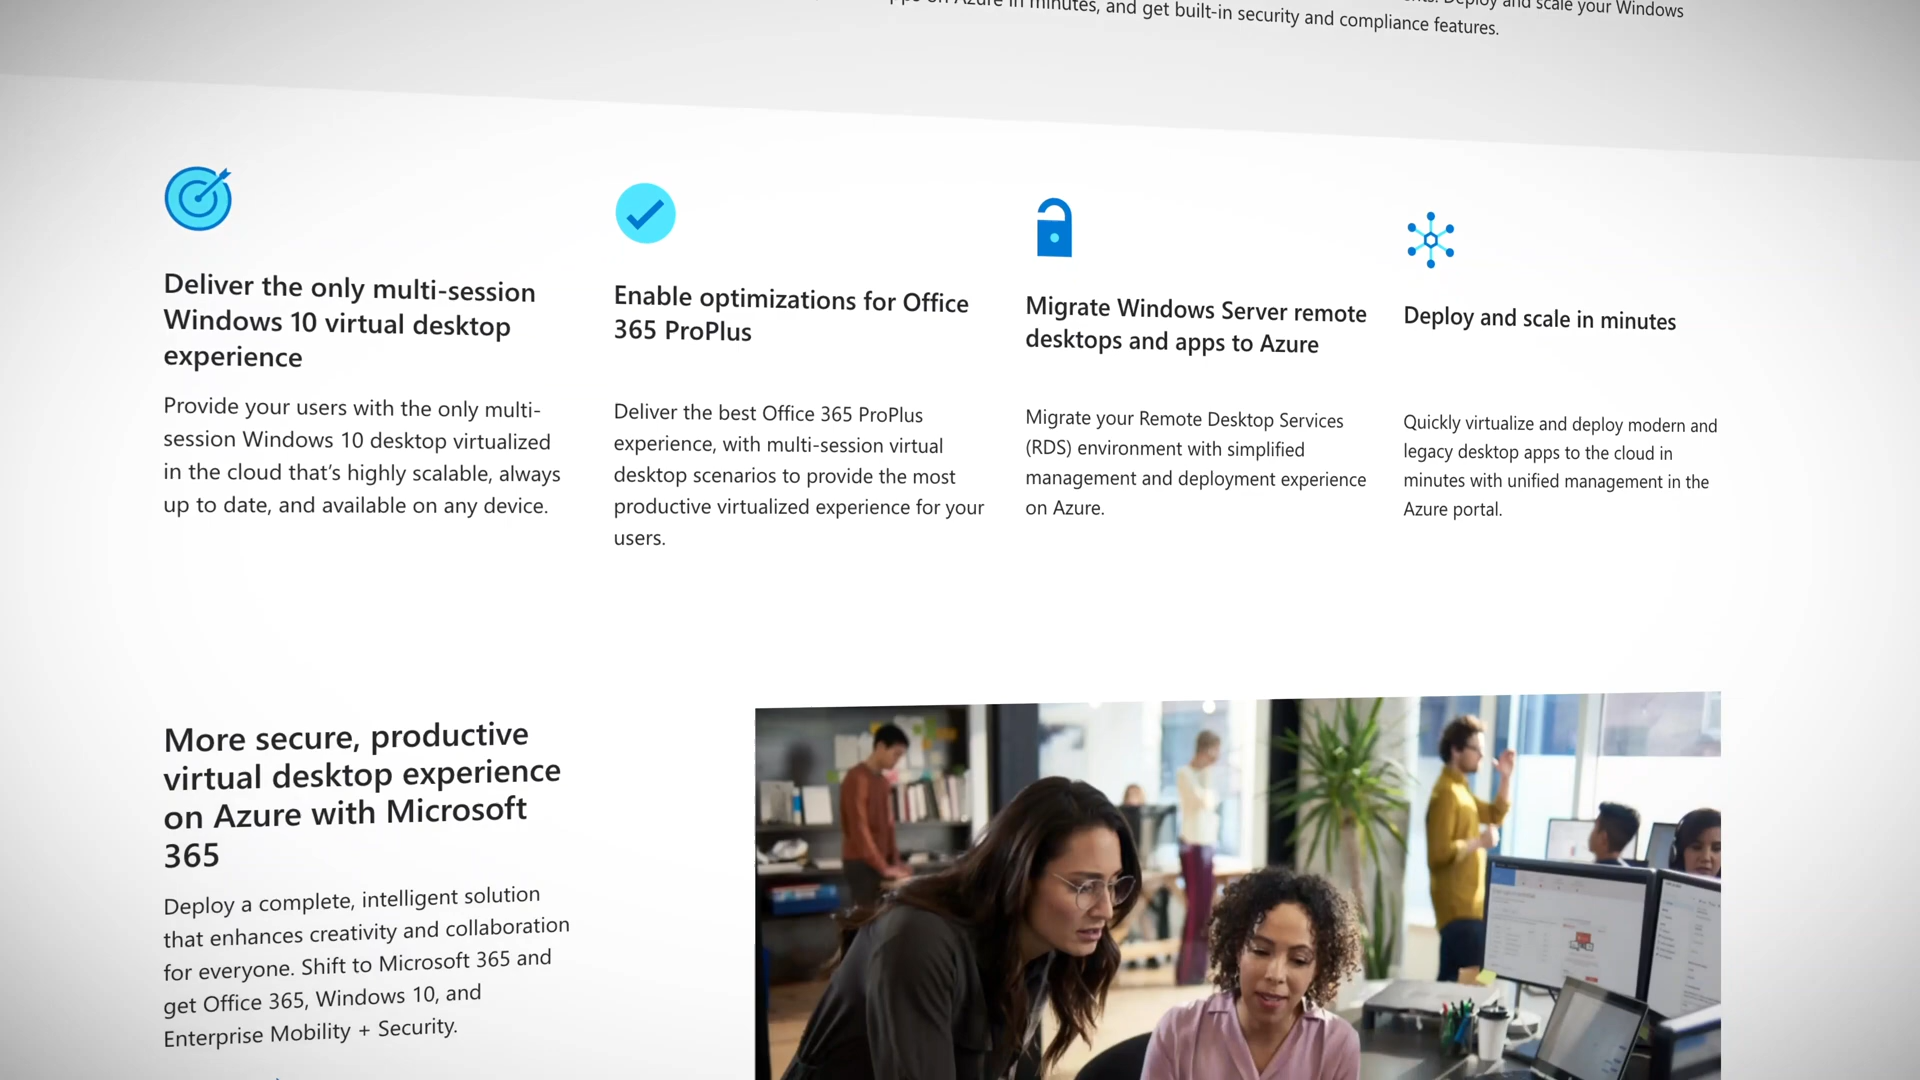 Azure in minutes, and get built-in security and compliance features.
Deploy and scale your Windows
Deliver the only multi-session
Windows 10 virtual desktop
experience
Provide your users with the only multi-
session Windows 10 desktop virtualized
in the cloud that’s highly scalable, always
up to date, and available on any device.
Enable optimizations for Office
365 ProPlus
Deliver the best Office 365 ProPlus
experience, with multi-session virtual
desktop scenarios to provide the most
productive virtualized experience for your
users.
Migrate Windows Server remote
desktops and apps to Azure
Migrate your Remote Desktop Services
(RDS) environment with simplified
management and deployment experience
on Azure.
Deploy and scale in minutes
Quickly virtualize and deploy modern and
legacy desktop apps to the cloud in
minutes with unified management in the
Azure portal.
More secure, productive
virtual desktop experience
on Azure with Microsoft
365
Deploy a complete, intelligent solution
that enhances creativity and collaboration
for everyone. Shift to Microsoft 365 and
get Office 365, Windows 10, and
Enterprise Mobility + Security.